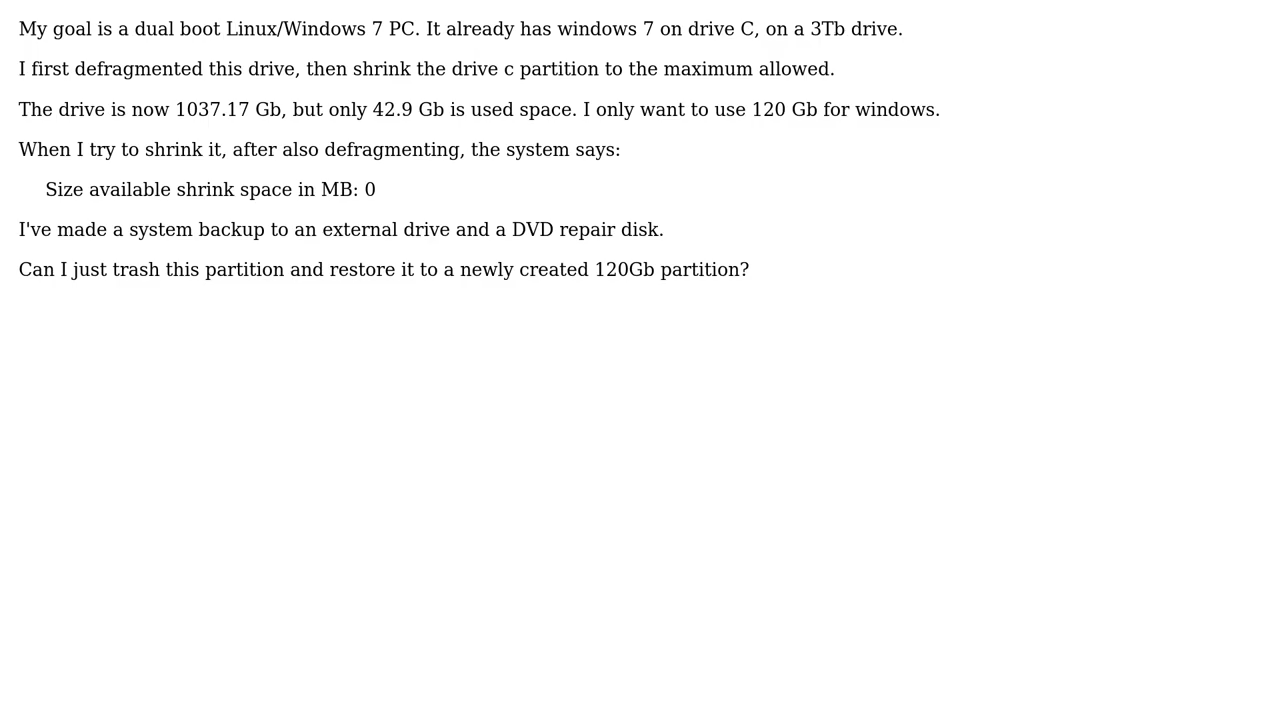 My goal is a dual boot Linux/Windows 7 PC. It already has windows 7 on drive C, on a 3Tb drive.
I first defragmented this drive, then shrink the drive c partition to the maximum allowed.
The drive is now 1037.17 Gb, but only 42.9 Gb is used space. I only want to use 120 Gb for windows.
When I try to shrink it, after also defragmenting, the system says:
Size available shrink space in MB: 0
I've made a system backup to an external drive and a DVD repair disk.
Can I just trash this partition and restore it to a newly created 120Gb partition?